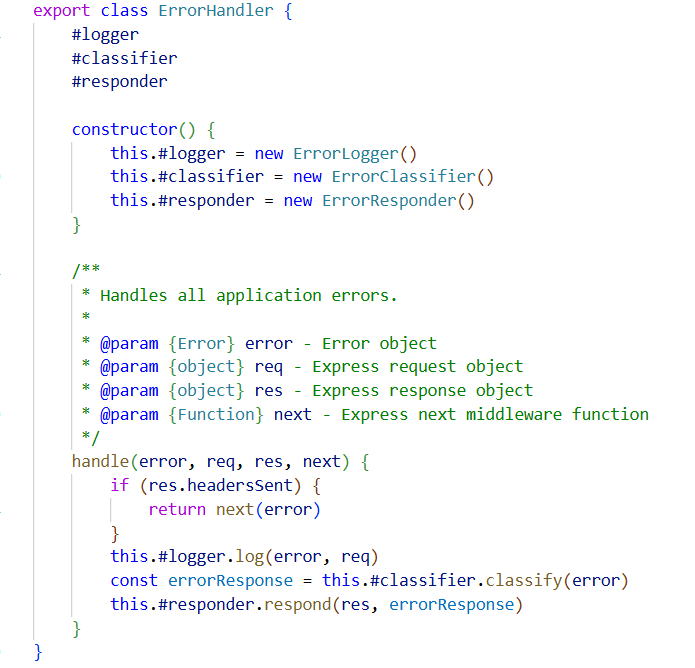 export class ErrorHandler {
    #logger
    #classifier
    #responder

    constructor() {
        this.#logger = new ErrorLogger()
        this.#classifier = new ErrorClassifier()
        this.#responder = new ErrorResponder()
    }

    /**
     * Handles all application errors.
     *
     * @param {Error} error - Error object
     * @param {object} req - Express request object
     * @param {object} res - Express response object
     * @param {Function} next - Express next middleware function
     */
    handle(error, req, res, next) {
        if (res.headersSent) {
            return next(error)
        }
        this.#logger.log(error, req)
        const errorResponse = this.#classifier.classify(error)
        this.#responder.respond(res, errorResponse)
    }
}